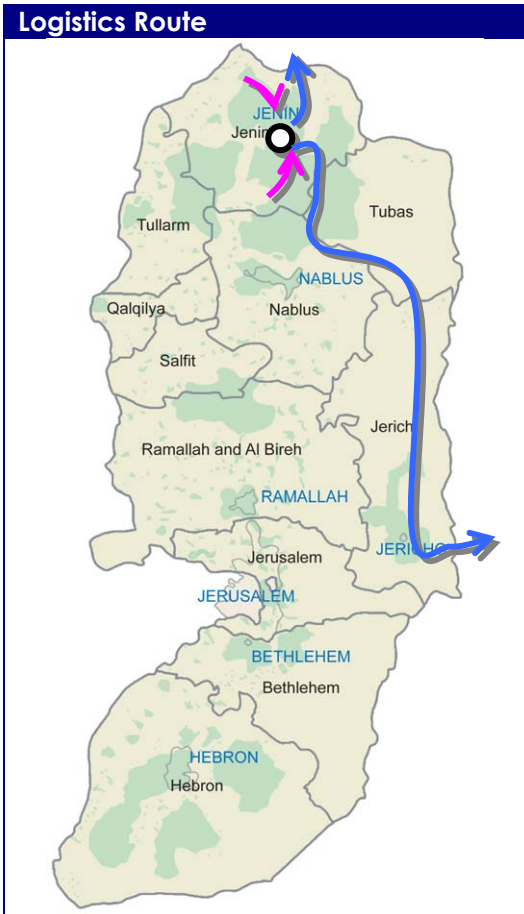 Logistics Route
JENIN
Jenin
Tubas
Tullarm
NABLUS
Qalqilya
Nablus
Salfit
Jerich
Ramallah and Al Bireh
RAMALLAH
JERICHO
Jerusalem
JERUSALEM
BETHLEHEM
Bethlehem
HEBRON
Hebron